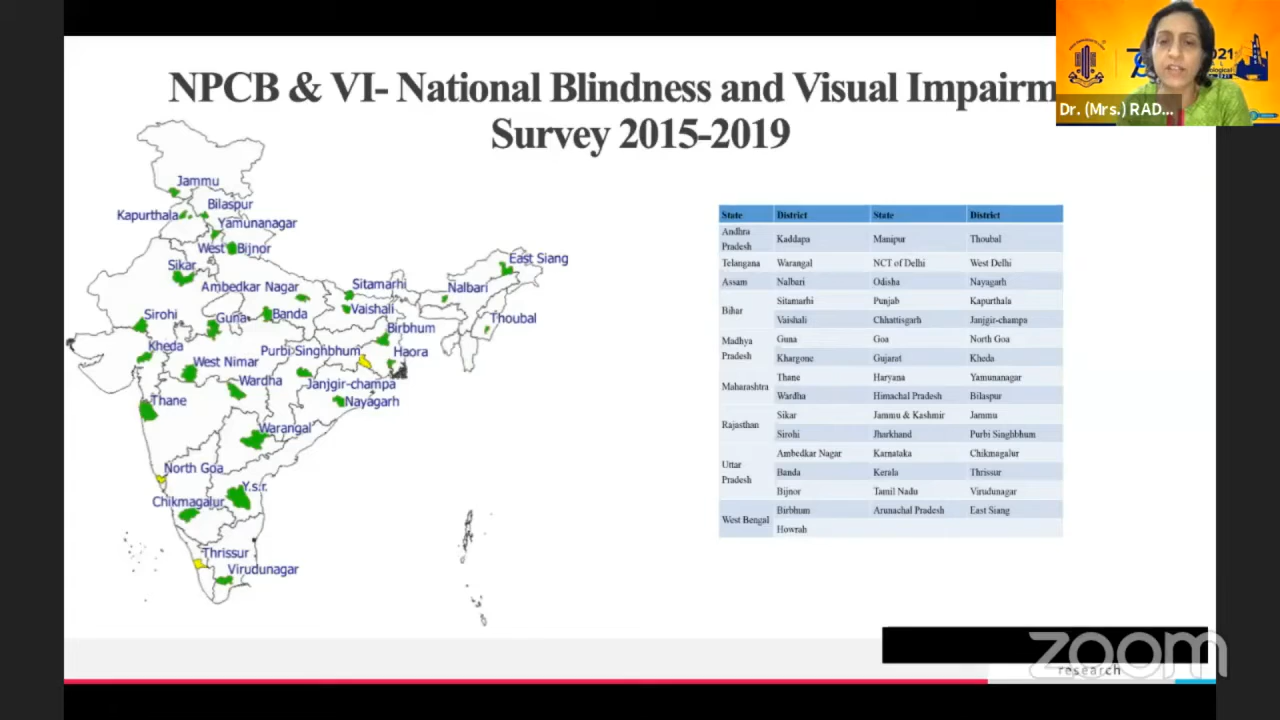 NPCB & VI- National Blindness and Visual Impairm
Survey 2015-2019
Dr. (Mrs.) RAD...
2021
Jammu
Bilaspur
Kapurthala
Yamunanagar
West
Bijnor
Sikar
East Siang
Ambedkar Nagar
Sitamarhi
Nalbari
Sirohi
Guna
Banda
Vaishali
Thoubal
Birbhum
Kheda
Purbi Singhbhum
Haora
West Nimar
Wardha
Janjgir-champa
Thane
Nayagarh
Warangal
North Goa
Y.s.r.
Chikmagalur
Thrissur
Virudunagar
State District State District
Andhra Pradesh Kaddapa Manipur Thoubal
Telangana Warangal NCT of Delhi West Delhi
Assam Nalbari Odisha Nayagarh
Bihar Sitamarhi Punjab Kapurthala
Vaishali Chhattisgarh Janjgir-champa
Madhya Pradesh Guna Goa North Goa
Khargone Gujarat Kheda
Maharashtra Thane Haryana Yamunanagar
Wardha Himachal Pradesh Bilaspur
Rajasthan Sikar Jammu & Kashmir Jammu
Sirohi Jharkhand Purbi Singhbhum
Uttar Pradesh Ambedkar Nagar Karnataka Chikmagalur
Banda Kerala Thrissur
Bijnor Tamil Nadu Virudunagar
West Bengal Birbhum Arunachal Pradesh East Siang
Howrah
zoom
research